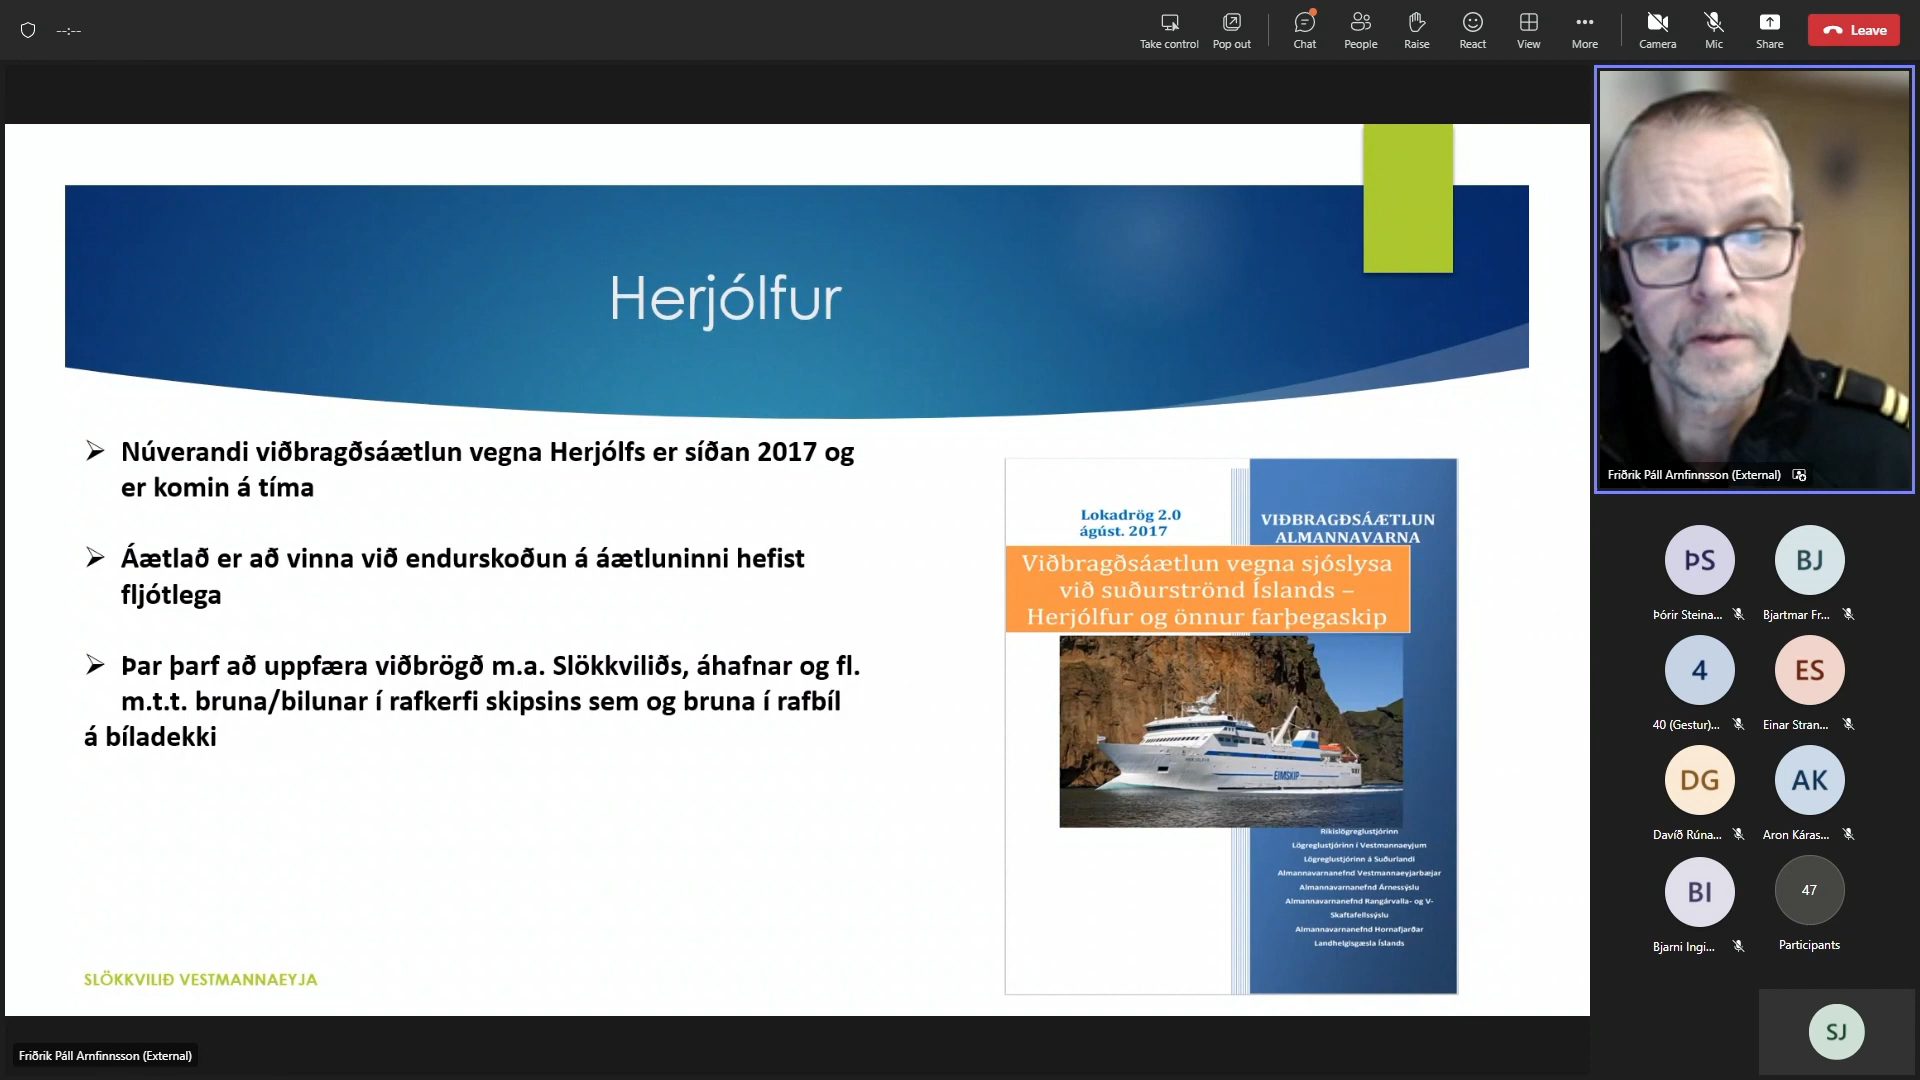 --:--
Take control
Pop out
Chat
People
Raise
React
View
More
Camera
Mic
Share
Leave
Herjólfur
Núverandi viðbragðsáætlun vegna Herjólfs er síðan 2017 og
er komin á tíma
Áætlað er að vinna við endurskoðun á áætluninni hefist
fljótlega
Þar þarf að uppfæra viðbrögð m.a. Slökkviliðs, áhafnar og fl.
m.t.t. bruna/bilunar í rafkerfi skipsins sem og bruna í rafbíl
á bíladekki
SLÖKKVILIÐ VESTMANNAEYJA
Lokadrög 2.0
ágúst. 2017
VIÐBRAGÐSÁÆTLUN
ALMANNAVARNA
Viðbragðsáætlun vegna sjóslysa
við suðurströnd Íslands –
Herjólfur og önnur farþegaskip
EIMSKIP
Ríkislögreglustjórinn
Lögreglustjórinn í Vestmannaeyjum
Lögreglustjórinn á Suðurlandi
Almannavarnanefnd Vestmannaeyjarbæjar
Almannavarnanefnd Árnessýslu
Almannavarnanefnd Rangárvalla- og V-
Skaftafellssýslu
Almannavarnanefnd Hornafjarðar
Landhelgisgæsla Íslands
Friðrik Páll Arnfinnsson (External)
ÞS
BJ
Þórir Steina...
Bjartmar Fr...
4
ES
40 (Gestur)...
Einar Stran...
DG
AK
Davíð Rúna...
Aron Káras...
BI
47
Bjarni Ingi...
Participants
SJ
Friðrik Páll Arnfinnsson (External)